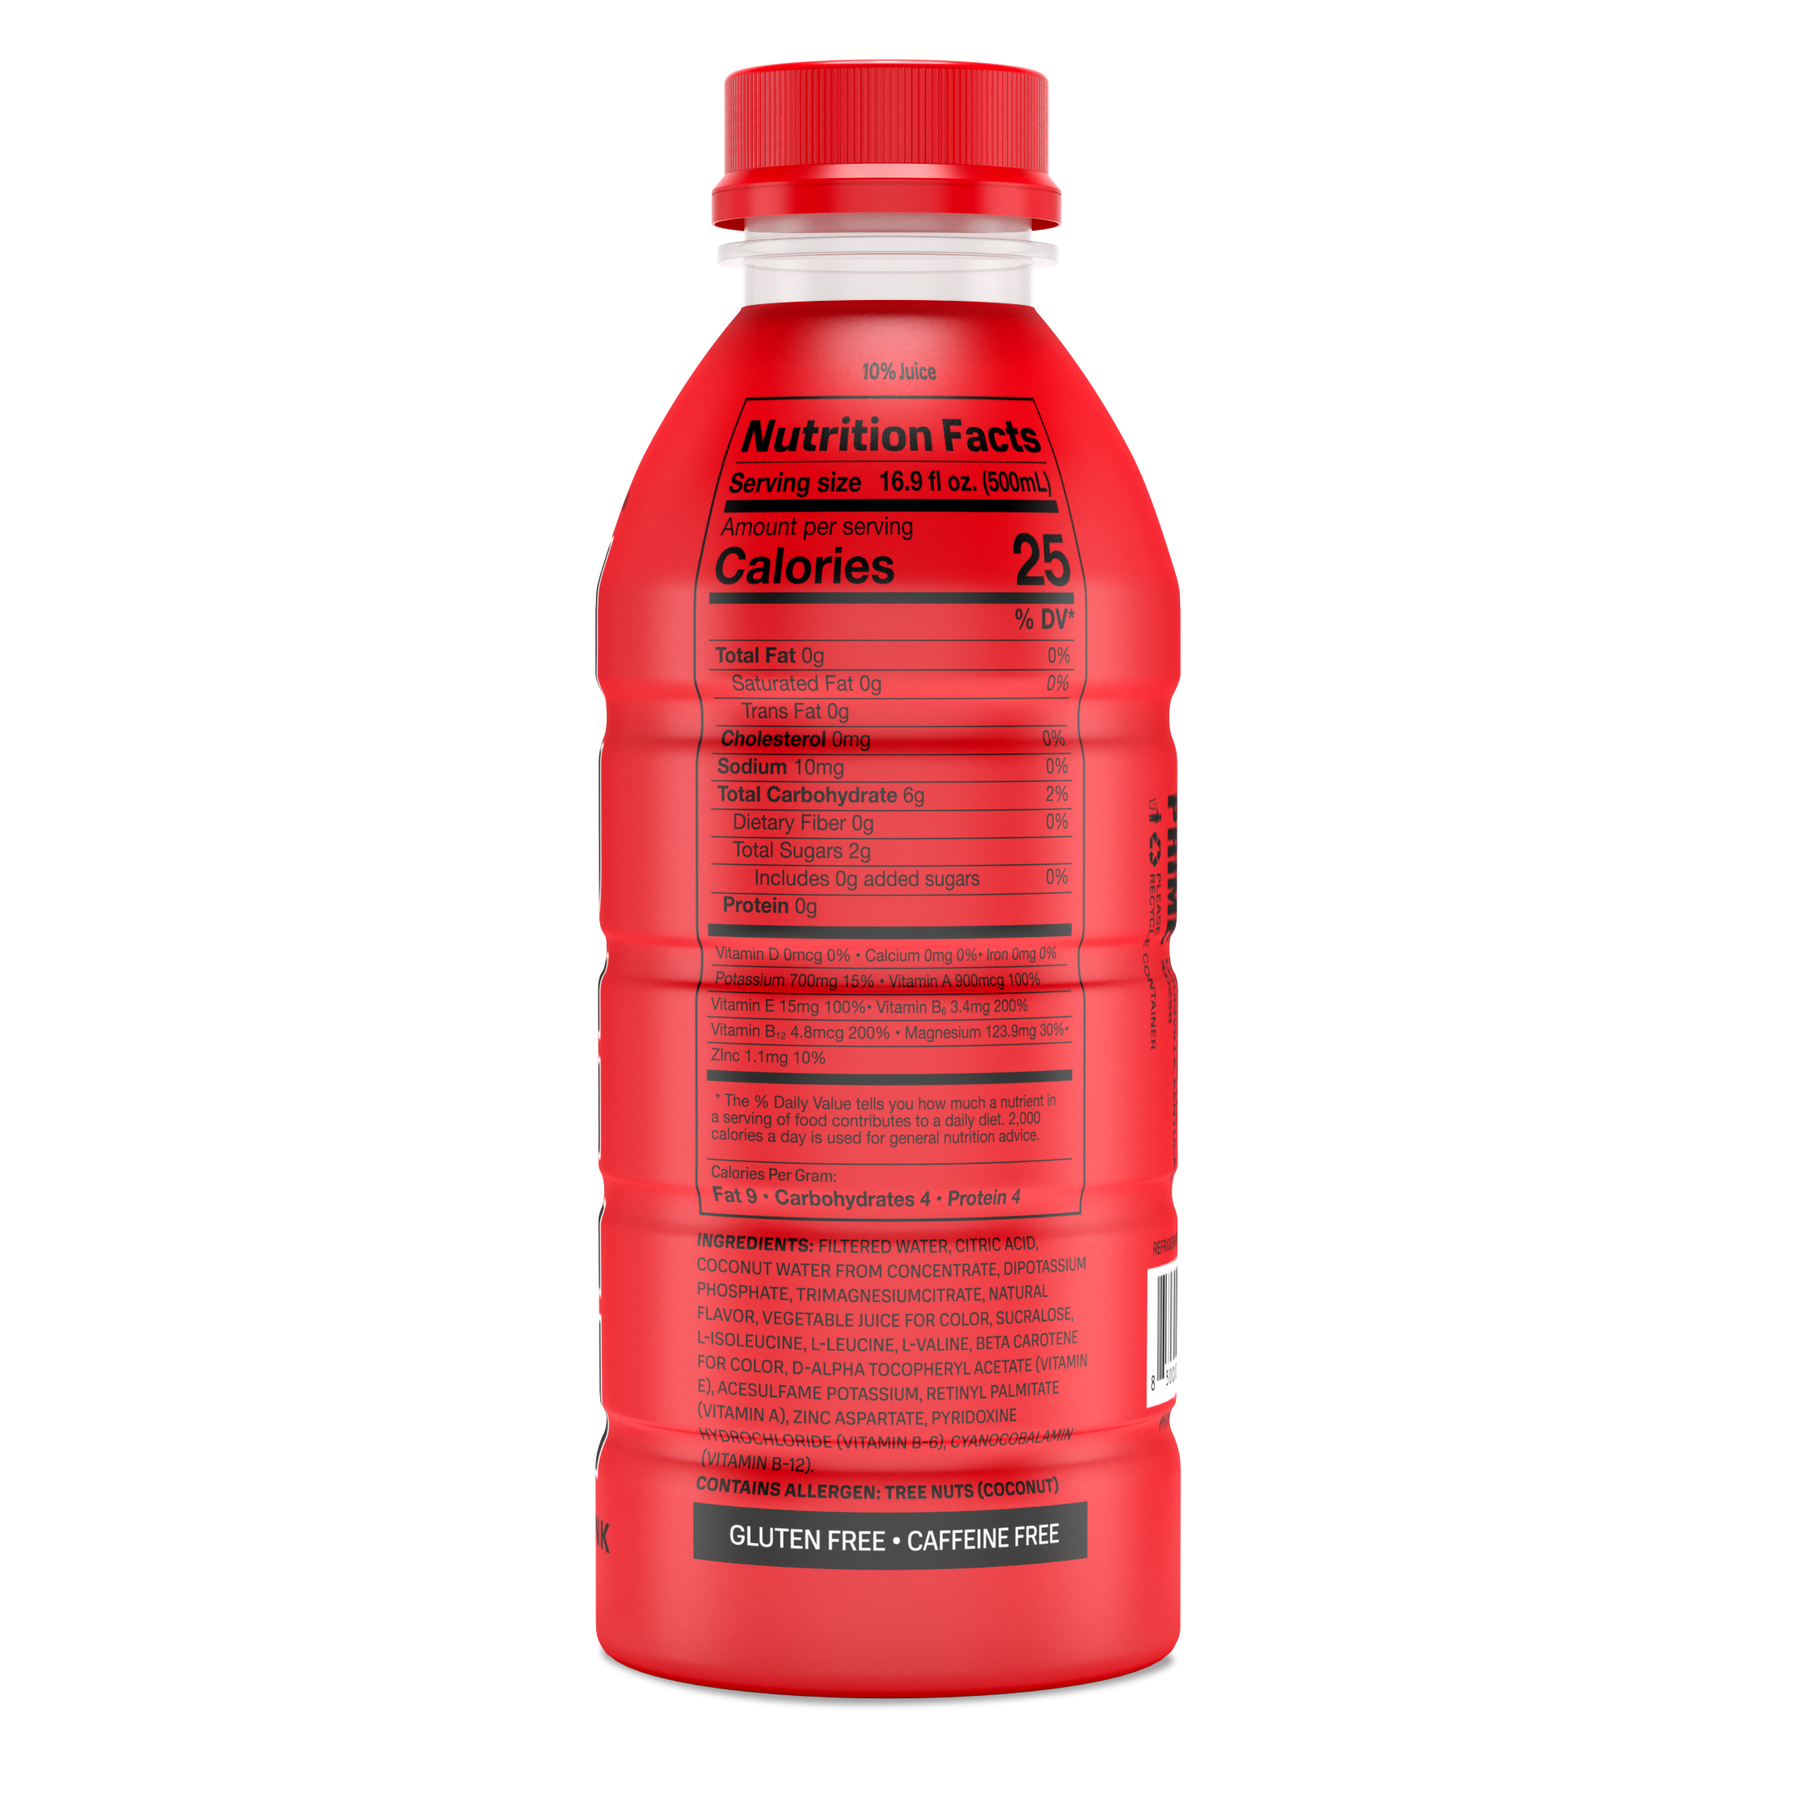 10% Juice
Nutrition Facts
Serving size 16.9 fl oz. (500mL)
Amount per serving
Calories 25
% DV*
Total Fat 0g 0%
Saturated Fat 0g 0%
Trans Fat 0g
Cholesterol 0mg 0%
Sodium 10mg 0%
Total Carbohydrate 6g 2%
Dietary Fiber 0g 0%
Total Sugars 2g
Includes 0g added sugars 0%
Protein 0g
Vitamin D 0mcg 0% • Calcium 0mg 0%• Iron 0mg 0%
Potassium 700mg 15% • Vitamin A 900mcg 100%
Vitamin E 15mg 100%• Vitamin B₆ 3.4mg 200%
Vitamin B₁₂ 4.8mcg 200% • Magnesium 123.9mg 30%•
ZInc 1.1mg 10%
* The % Daily Value tells you how much a nutrient in
a serving of food contributes to a daily diet. 2,000
calories a day is used for general nutrition advice.
Calories Per Gram:
Fat 9 • Carbohydrates 4 • Protein 4
INGREDIENTS: FILTERED WATER, CITRIC ACID,
COCONUT WATER FROM CONCENTRATE, DIPOTASSIUM
PHOSPHATE, TRIMAGNESIUMCITRATE, NATURAL
FLAVOR, VEGETABLE JUICE FOR COLOR, SUCRALOSE,
L-ISOLEUCINE, L-LEUCINE, L-VALINE, BETA CAROTENE
FOR COLOR, D-ALPHA TOCOPHERYL ACETATE (VITAMIN
E), ACESULFAME POTASSIUM, RETINYL PALMITATE
(VITAMIN A), ZINC ASPARTATE, PYRIDOXINE
HYDROCHLORIDE (VITAMIN B-6), CYANOCOBALAMIN
(VITAMIN B-12).
CONTAINS ALLERGEN: TREE NUTS (COCONUT)
GLUTEN FREE • CAFFEINE FREE
PLEASE
RECYCLE CONTAINER